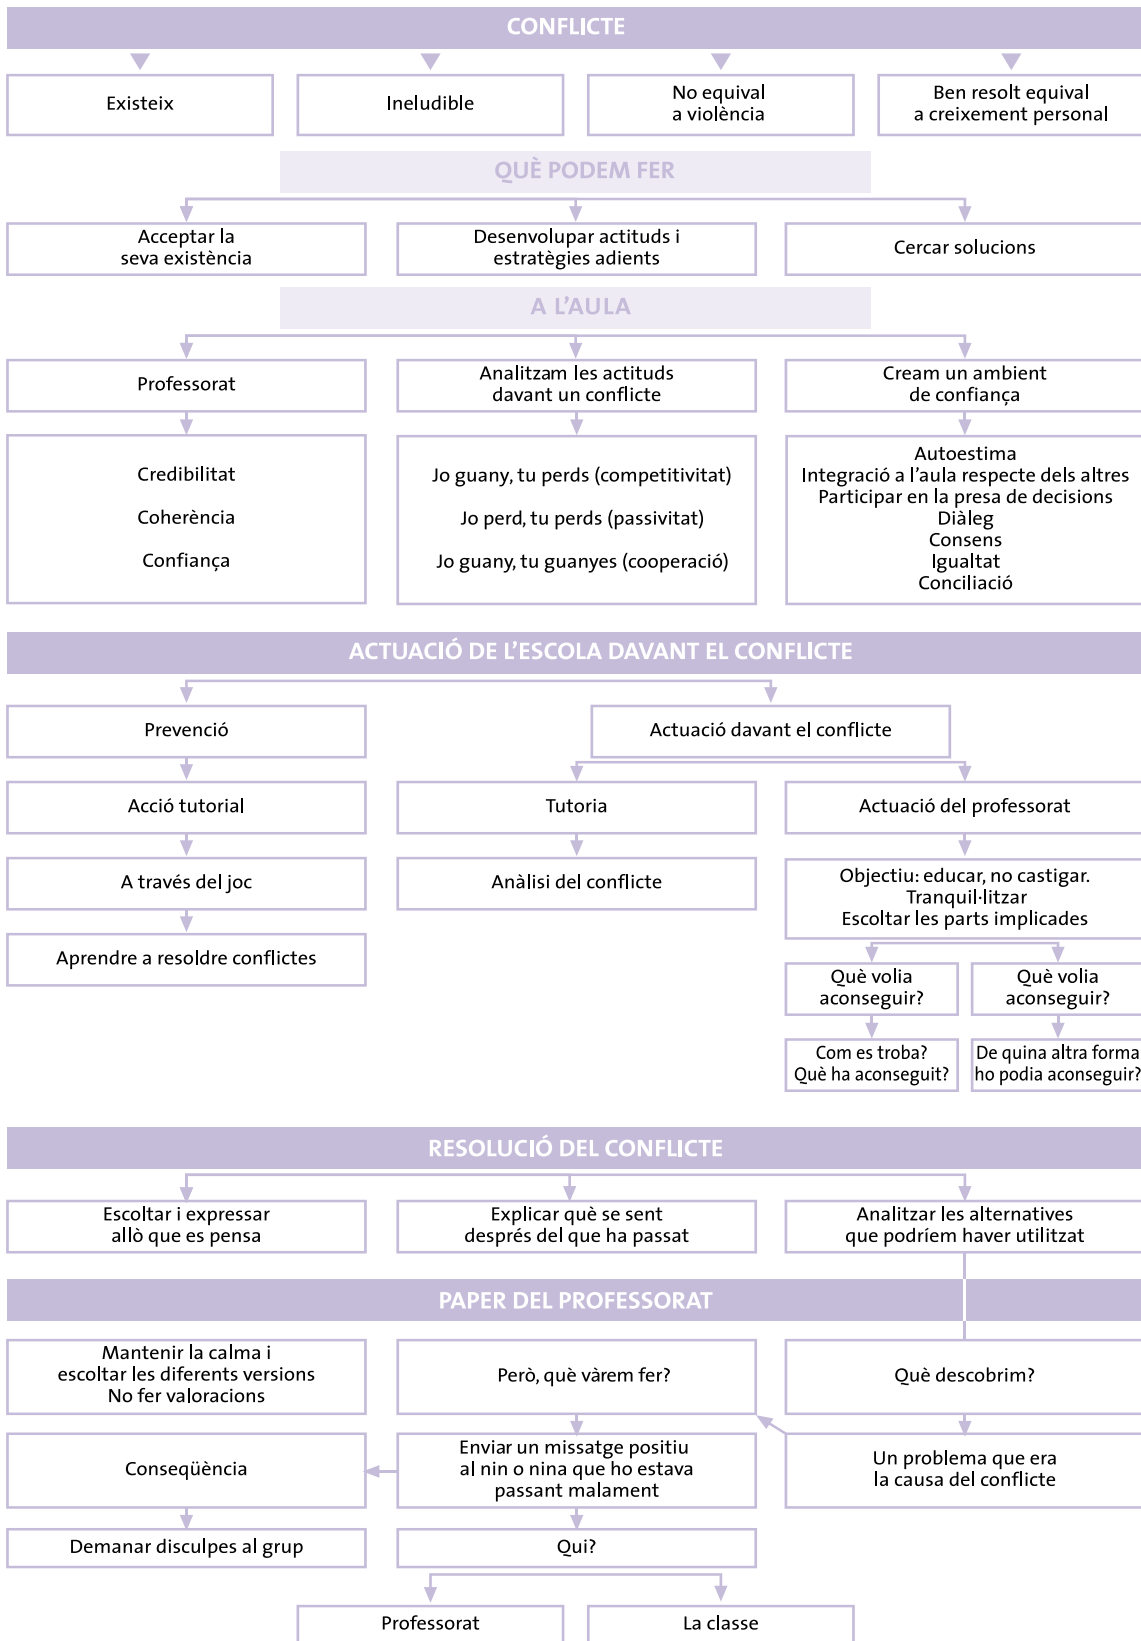 CONFLICTE
Existeix
Ineludible
No equival
a violència
Ben resolt equival
a creixement personal
QUÈ PODEM FER
Acceptar la
seva existència
Desenvolupar actituds i
estratègies adients
Cercar solucions
A L'AULA
Professorat
Analitzam les actituds
davant un conflicte
Cream un ambient
de confiança
Credibilitat
Coherència
Confiança
Jo guany, tu perds (competitivitat)
Jo perd, tu perds (passivitat)
Jo guany, tu guanyes (cooperació)
Autoestima
Integració a l'aula respecte dels altres
Participar en la presa de decisions
Diàleg
Consens
Igualtat
Conciliació
ACTUACIÓ DE L'ESCOLA DAVANT EL CONFLICTE
Prevenció
Actuació davant el conflicte
Acció tutorial
Tutoria
Actuació del professorat
A través del joc
Anàlisi del conflicte
Objectiu: educar, no castigar.
Tranquil·litzar
Escoltar les parts implicades
Aprendre a resoldre conflictes
Què volia
aconseguir?
Què volia
aconseguir?
Com es troba?
Què ha aconseguit?
De quina altra forma
ho podia aconseguir?
RESOLUCIÓ DEL CONFLICTE
Escoltar i expressar
allò que es pensa
Explicar què se sent
després del que ha passat
Analitzar les alternatives
que podríem haver utilitzat
PAPER DEL PROFESSORAT
Mantenir la calma i
escoltar les diferents versions
No fer valoracions
Però, què vàrem fer?
Què descobrim?
Conseqüència
Enviar un missatge positiu
al nin o nina que ho estava
passant malament
Un problema que era
la causa del conflicte
Demanar disculpes al grup
Qui?
Professorat
La classe